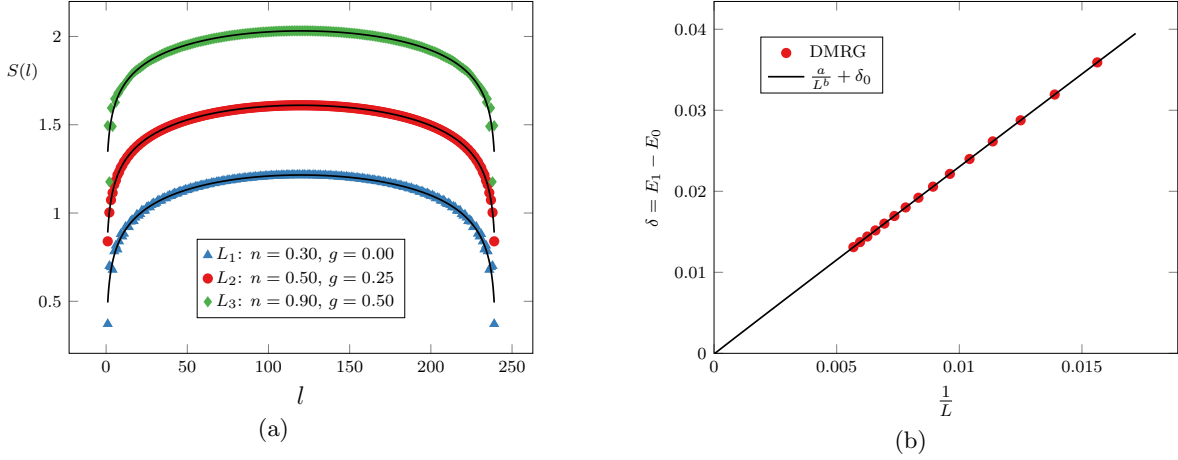 2
1.5
1
0.5
S(l)
L₁: n = 0.30, g = 0.00
L₂: n = 0.50, g = 0.25
L₃: n = 0.90, g = 0.50
0 50 100 150 200 250
l
(a)
0.04
0.03
0.02
0.01
0
δ = E₁ − E₀
DMRG
a/L^b + δ₀
0 0.005 0.01 0.015
1/L
(b)